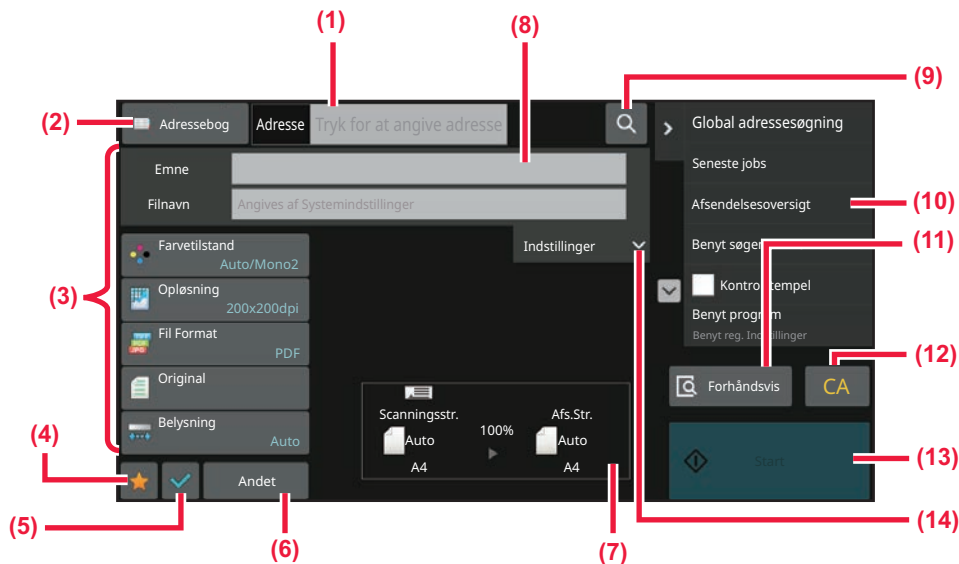 (1)
(8)
(9)
(2)
Adressebog
Adresse
Tryk for at angive adresse
Global adressesøgning
Emne
Seneste jobs
Filnavn
Angives af Systemindstillinger
Afsendelsesoversigt
(10)
(11)
Indstillinger
Benyt
(3)
Farvetilstand
Auto/Mono2
Opløsning
200x200dpi
Fil Format
PDF
Original
Belysning
Auto
Benyt program
Benyt reg.
(12)
Forhåndsvis
CA
Scanningsstr.
Auto
A4
100%
Afs.Str.
Auto
A4
Start
(13)
(4)
Andet
(5)
(6)
(7)
(14)